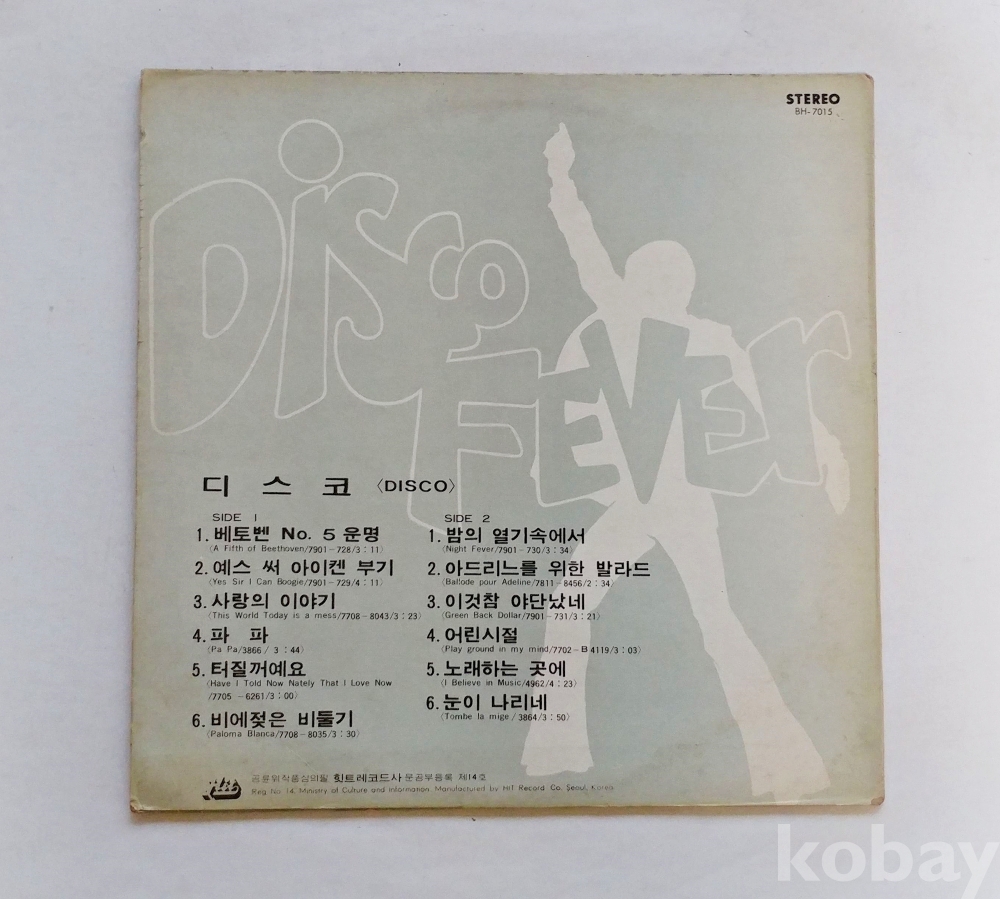 STEREO
BH-7015
DISCO
FEVER
디 스 코 〈DISCO〉
SIDE 1
1. 베토벤 No. 5 운명
(A Fifth of Beethoven/7901-728/3:11)
2. 예스 써 아이켄 부기
(Yes Sir I Can Boogie/7901-729/4:11)
3. 사랑의 이야기
(This World Today is a mess/7708-8043/3:23)
4. 파 파
(Pa Pa/3866/3:44)
5. 터질꺼예요
(Have I Told Now Nately That I Love Now
/7705-6261/3:00)
6. 비에젖은 비둘기
(Paloma Blanca/7708-8035/3:30)
SIDE 2
1. 밤의 열기속에서
(Night Fever/7901-730/3:34)
2. 아드리느를 위한 발라드
(Ballode pour Adeline/7811-8456/2:34)
3. 이것참 야단났네
(Green Back Dollar/7901-731/3:21)
4. 어린시절
(Play ground in my mind/7702-B4119/3:03)
5. 노래하는 곳에
(I Believe in Music/4962/4:23)
6. 눈이 나리네
(Tombe la mige/3864/3:50)
Hit
공륜위작품심의필 힛트레코드사 문공부등록 제14호
Reg No. 14, Ministry of Culture and information. Manufactured by HIT Record Co. Seoul, Korea
kobay